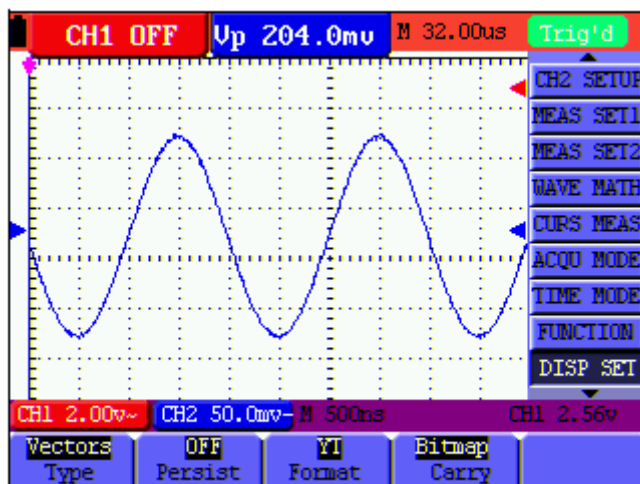 CH1 OFF Vp 204.0mv M 32.00us Trig'd
CH2 SETUP
MEAS SET1
MEAS SET2
WAVE MATH
CURS MEAS
ACQU MODE
TIME MODE
FUNCTION
DISP SET
CH1 2.00v~ CH2 50.0mv- M 500ns CH1 2.56v
Vectors OFF YT Bitmap
Type Persist Format Carry